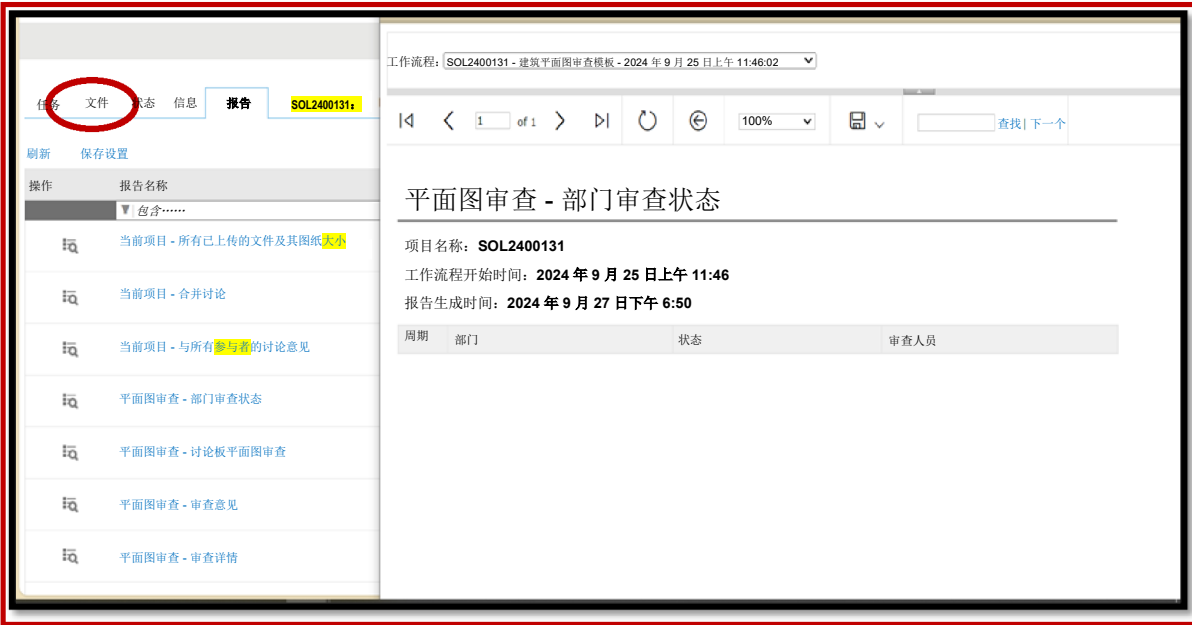 任务 文件 状态 信息 报告 SOL2400131:
刷新 保存设置
操作 报告名称
包含……
当前项目 - 所有已上传的文件及其图纸大小
当前项目 - 合并讨论
当前项目 - 与所有参与者的讨论意见
平面图审查 - 部门审查状态
平面图审查 - 讨论板平面图审查
平面图审查 - 审查意见
平面图审查 - 审查详情
工作流程: SOL2400131 - 建筑平面图审查模板 - 2024 年 9 月 25 日上午 11:46:02
1 of 1 100% 查找 | 下一个
平面图审查 - 部门审查状态
项目名称: SOL2400131
工作流程开始时间: 2024 年 9 月 25 日上午 11:46
报告生成时间: 2024 年 9 月 27 日下午 6:50
周期 部门 状态 审查人员